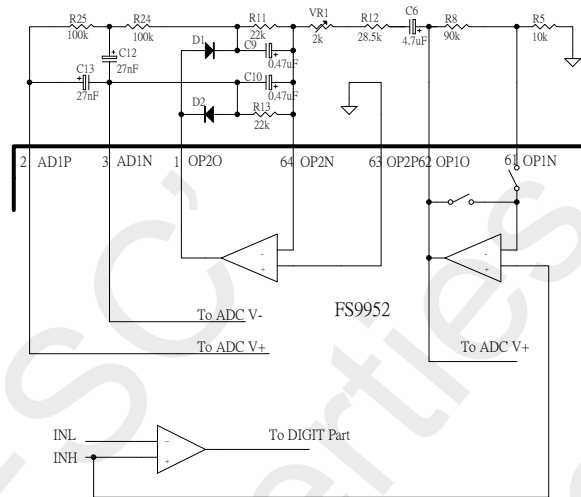 R25
100k
R24
100k
R11
22k
VR1
2k
R12
28.5k
C6
4.7uF
R8
90k
R5
10k
D1
C9
0.47uF
C12
27nF
C13
27nF
C10
0.47uF
D2
R13
22k
2 AD1P
3 AD1N
1 OP2O
64 OP2N
63 OP2P
62 OP1O
61 OP1N
-
+
-
+
To ADC V-
FS9952
To ADC V+
To ADC V+
INL
INH
-
+
To DIGIT Part
ESC'
erties